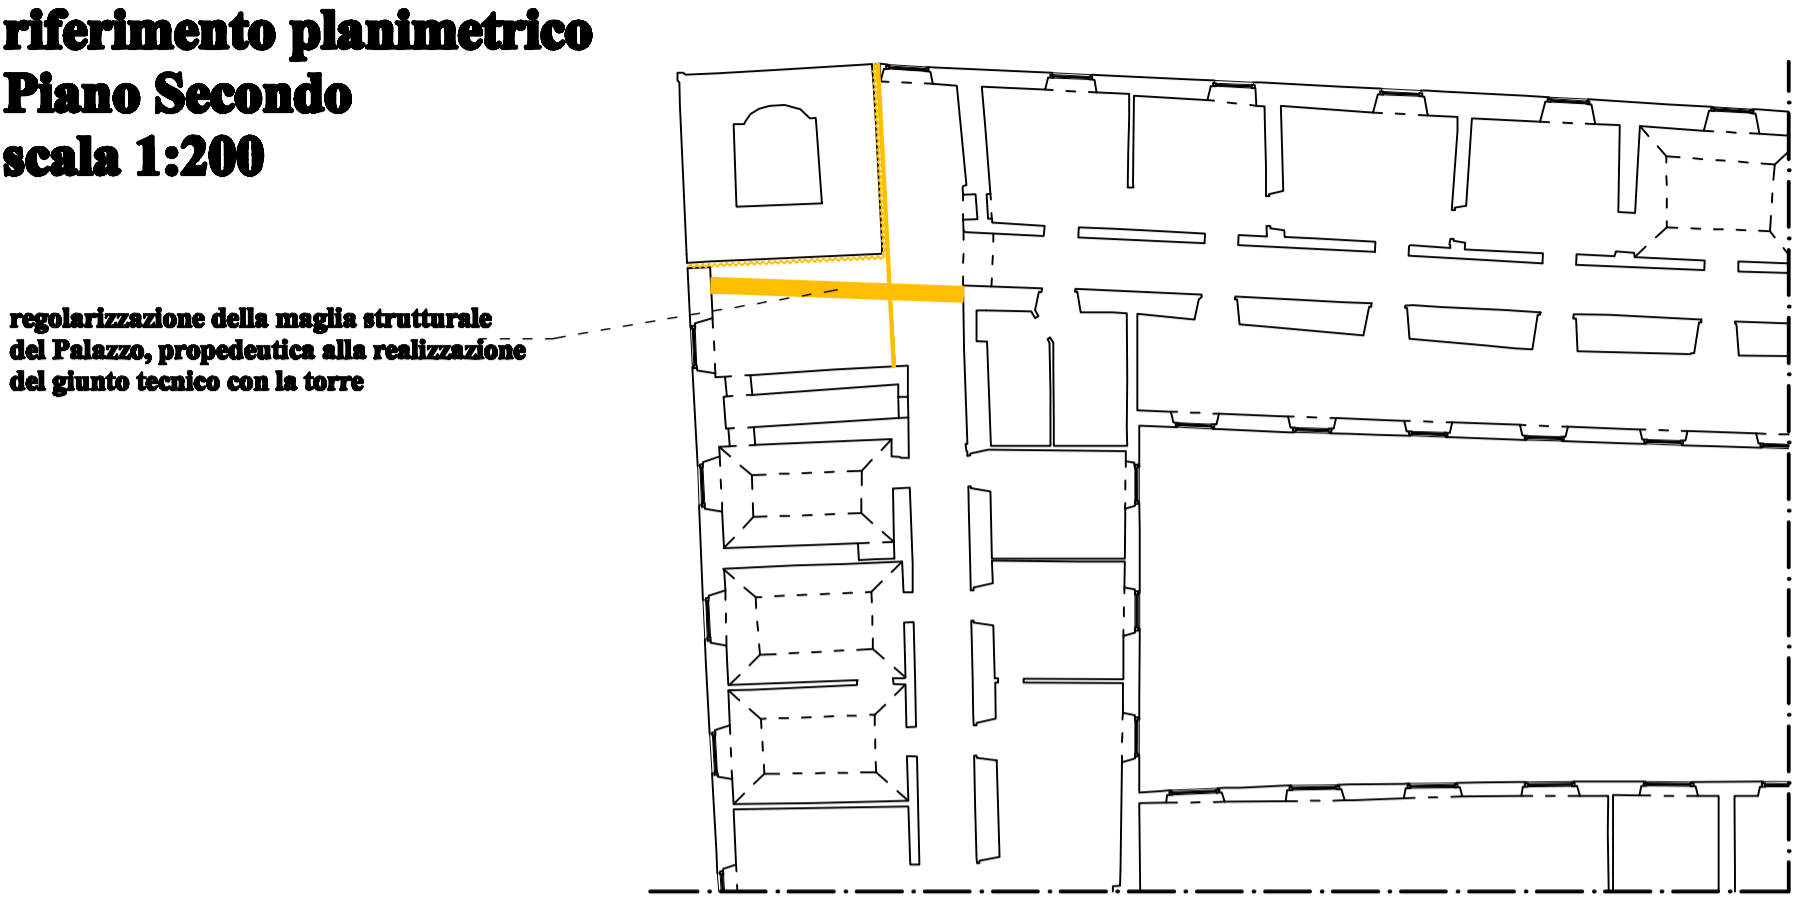 riferimento planimetrico
Piano Secondo
scala 1:200
regolarizzazione della maglia strutturale
del Palazzo, propedeutica alla realizzazione
del giunto tecnico con la torre